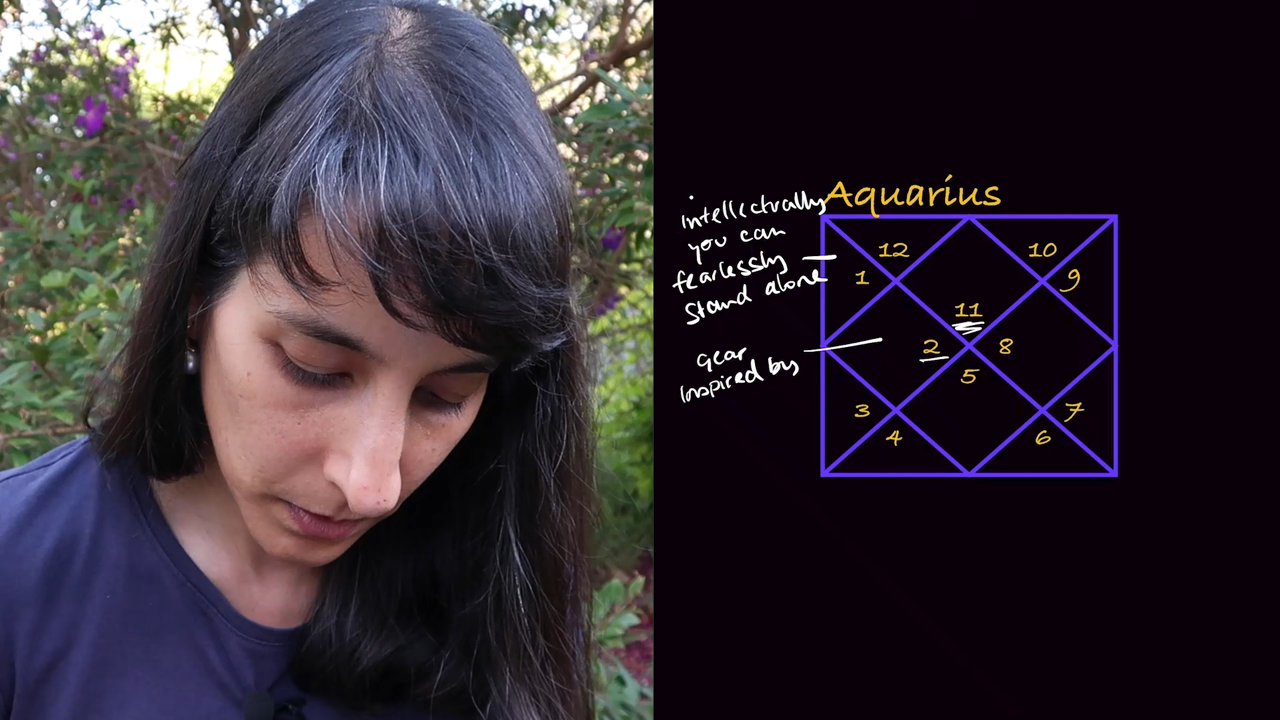 Aquarius
intellectually
you can
fearlessly
stand alone
gear
inspired by
12
10
1
9
11
2
8
5
3
7
4
6